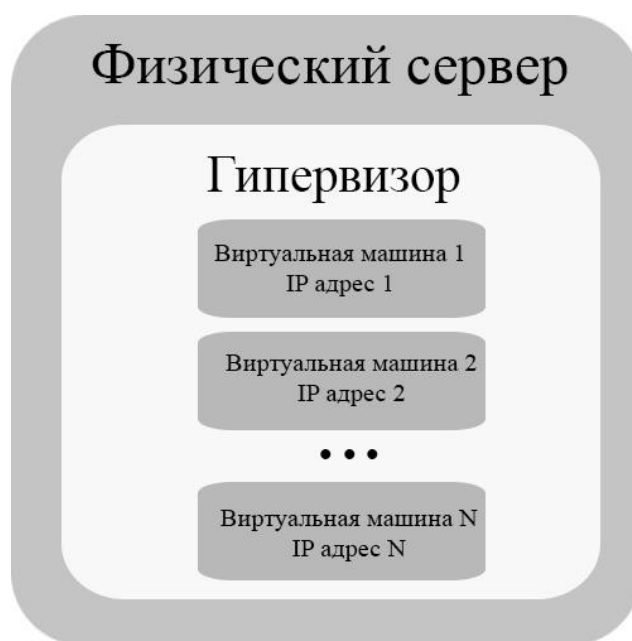 Физический сервер
Гипервизор
Виртуальная машина 1
IP адрес 1
Виртуальная машина 2
IP адрес 2
• • •
Виртуальная машина N
IP адрес N